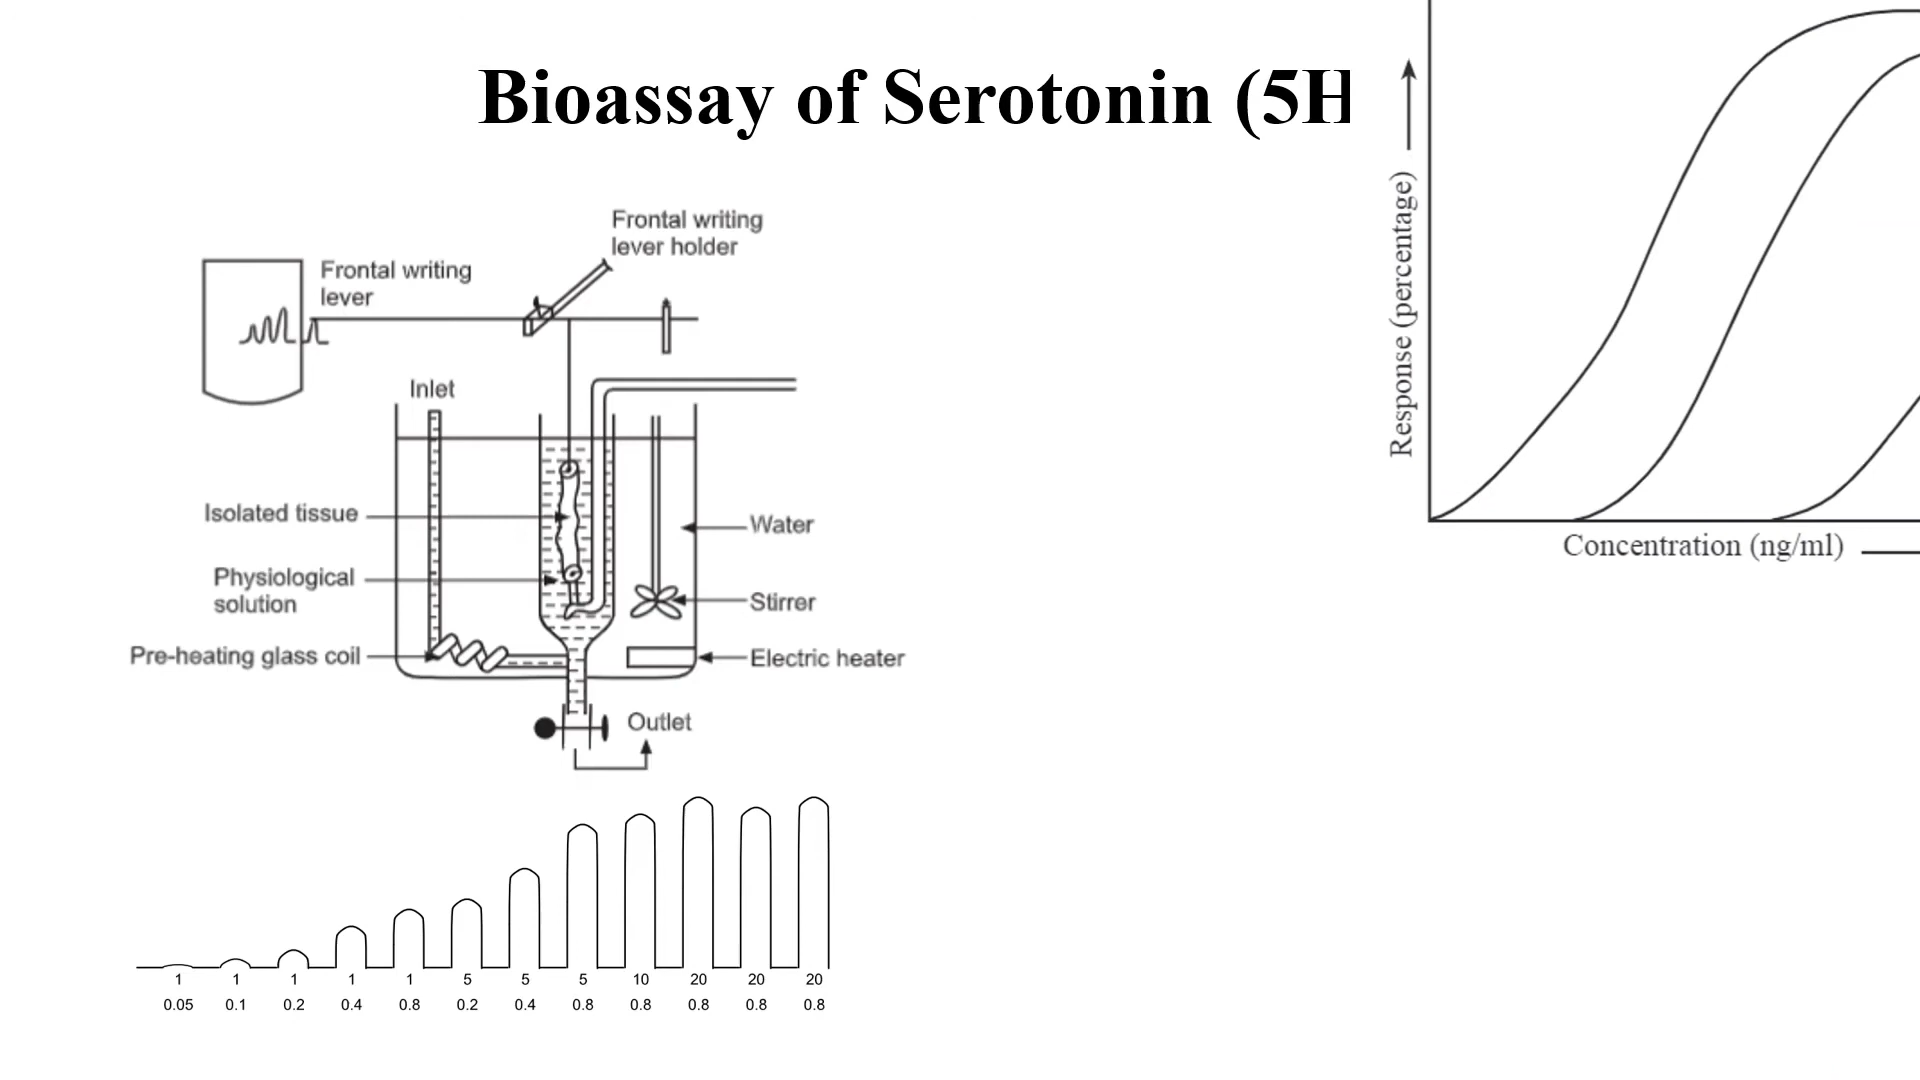 Bioassay of Serotonin (5H
Frontal writing
lever holder
Frontal writing
lever
Inlet
Isolated tissue
Physiological
solution
Pre-heating glass coil
Water
Stirrer
Electric heater
Outlet
1 1 1 1 1 5 5 5 10 20 20 20
0.05 0.1 0.2 0.4 0.8 0.2 0.4 0.8 0.8 0.8 0.8 0.8
Response (percentage)
Concentration (ng/ml)